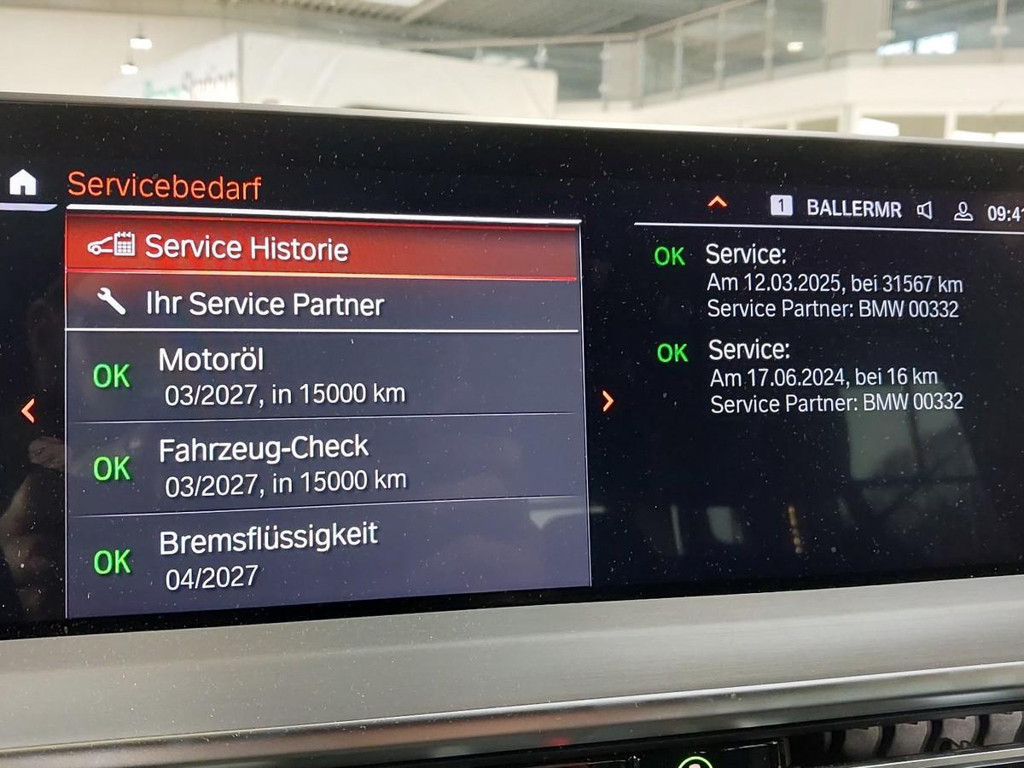 Servicebedarf
1 BALLERMR 09:41
Service Historie
Ihr Service Partner
OK Motoröl
03/2027, in 15000 km
OK Fahrzeug-Check
03/2027, in 15000 km
OK Bremsflüssigkeit
04/2027
OK Service:
Am 12.03.2025, bei 31567 km
Service Partner: BMW 00332
OK Service:
Am 17.06.2024, bei 16 km
Service Partner: BMW 00332